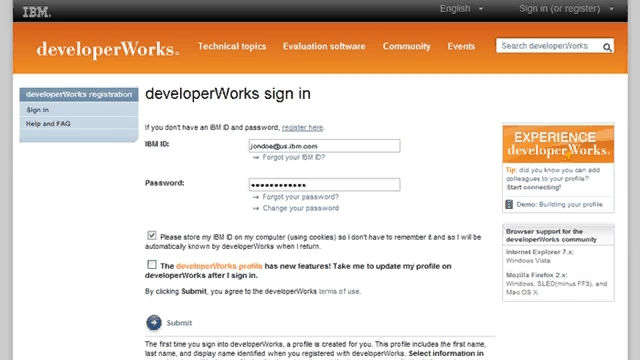 IBM.
English
Sign in (or register)
developerWorks.
Technical topics
Evaluation software
Community
Events
Search developerWorks
developerWorks registration
Sign in
Help and FAQ
developerWorks sign in
If you don't have an IBM ID and password, register here.
IBM ID:
jondoe@us.ibm.com
Forgot your IBM ID?
Password:
••••••••••••
Forgot your password?
Change your password
Please store my IBM ID on my computer (using cookies) so I don't have to remember it and so I will be
automatically known by developerWorks when I return.
The developerWorks profile has new features! Take me to update my profile on
developerWorks after I sign in.
By clicking Submit, you agree to the developerWorks terms of use.
Submit
The first time you sign into developerWorks, a profile is created for you. This profile includes the first name,
last name, and display name identified when you registered with developerWorks. Select information in
EXPERIENCE
developerWorks.
Tip: did you know you can
add colleagues to your profile?
Start connecting!
Demo: Building your profile
Browser support for the
developerWorks community
Internet Explorer 7.x:
Windows Vista
Mozilla Firefox 2.x:
Windows, SLED(minus FF3), and
Mac OS X